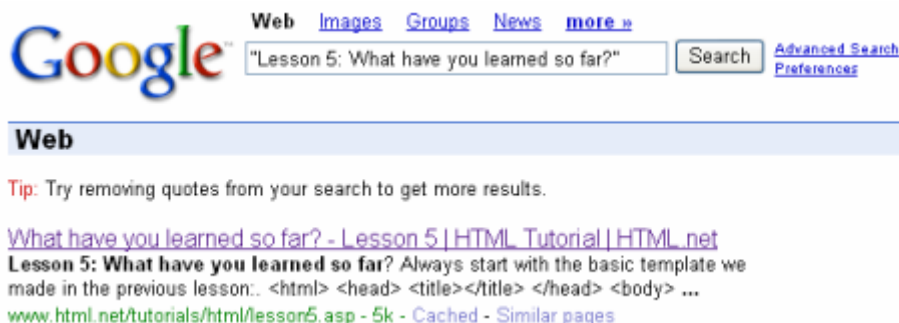 Web Images Groups News more »
Google™ "Lesson 5: What have you learned so far?" Search Advanced Search
Preferences
Web
Tip: Try removing quotes from your search to get more results.
What have you learned so far? - Lesson 5 | HTML Tutorial | HTML.net
Lesson 5: What have you learned so far? Always start with the basic template we
made in the previous lesson:. <html> <head> <title></title> </head> <body> ...
www.html.net/tutorials/html/lesson5.asp - 5k - Cached - Similar pages